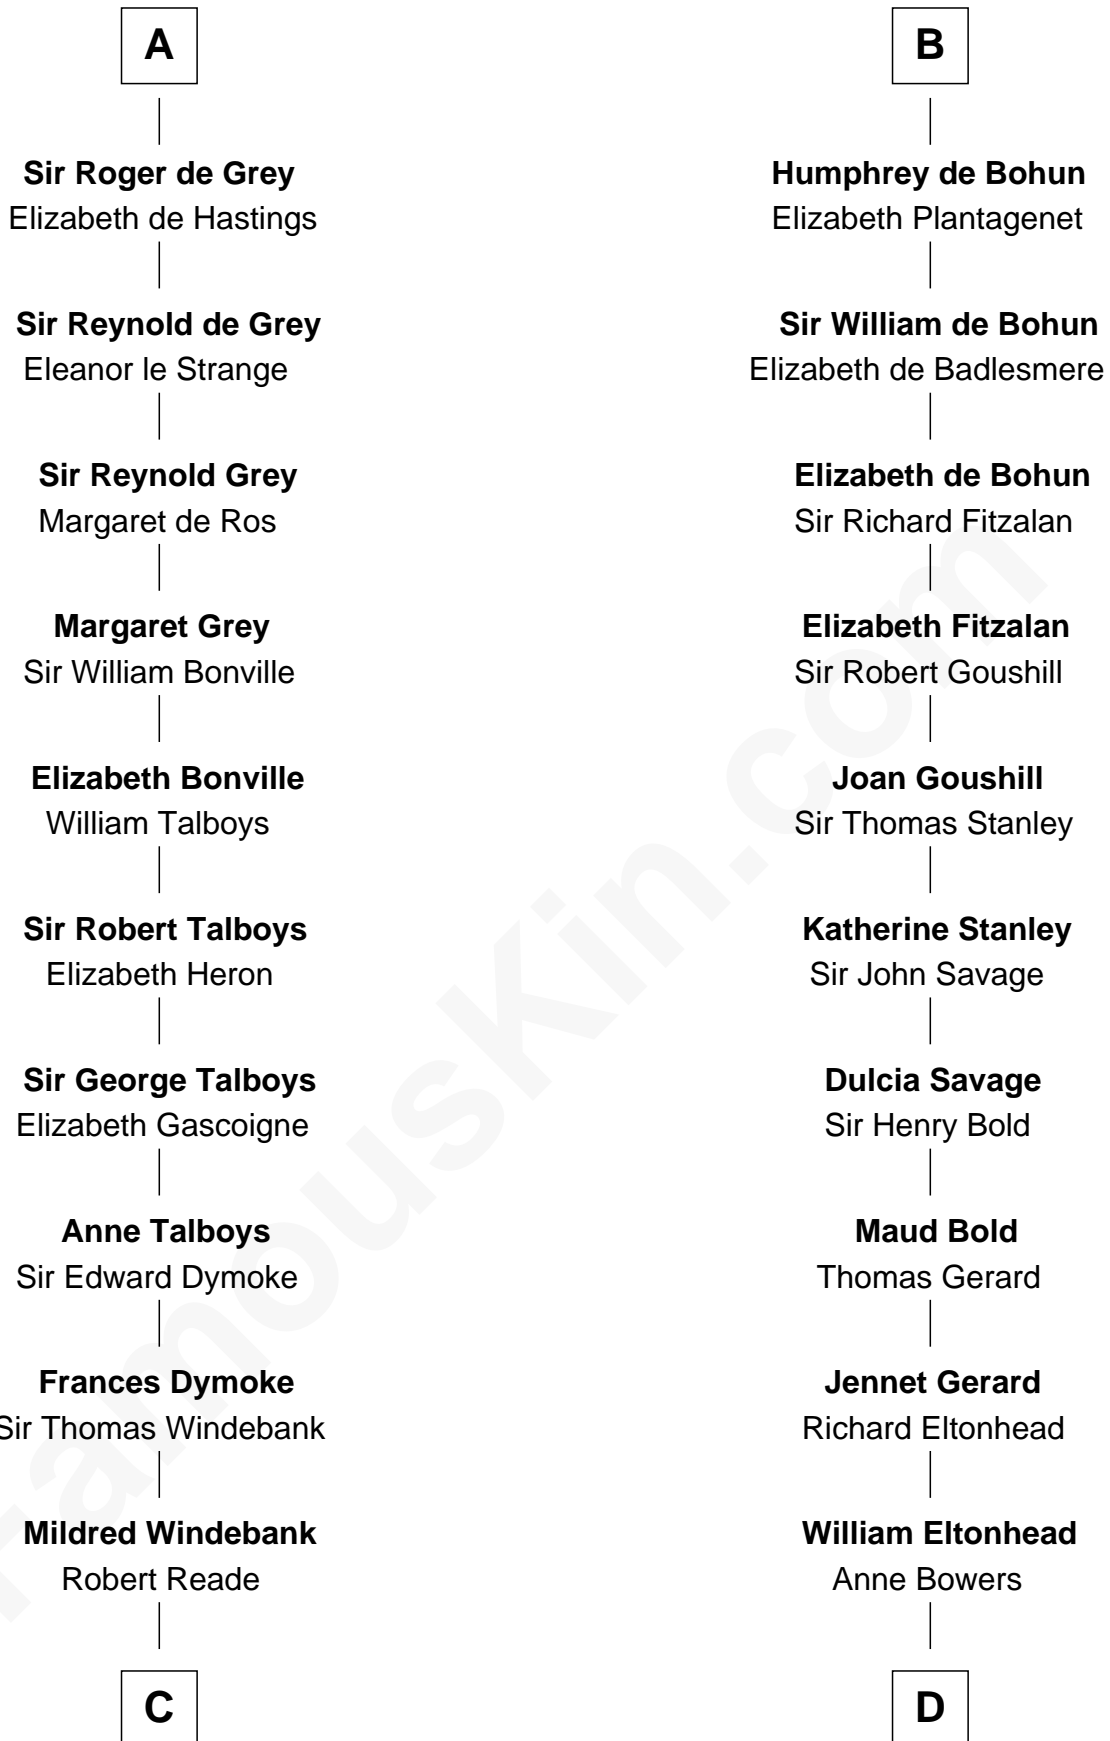 A
Sir Roger de Grey
Elizabeth de Hastings
Sir Reynold de Grey
Eleanor le Strange
Sir Reynold Grey
Margaret de Ros
Margaret Grey
Sir William Bonville
Elizabeth Bonville
William Talboys
Sir Robert Talboys
Elizabeth Heron
Sir George Talboys
Elizabeth Gascoigne
Anne Talboys
Sir Edward Dymoke
Frances Dymoke
Sir Thomas Windebank
Mildred Windebank
Robert Reade
C
B
Humphrey de Bohun
Elizabeth Plantagenet
Sir William de Bohun
Elizabeth de Badlesmere
Elizabeth de Bohun
Sir Richard Fitzalan
Elizabeth Fitzalan
Sir Robert Goushill
Joan Goushill
Sir Thomas Stanley
Katherine Stanley
Sir John Savage
Dulcia Savage
Sir Henry Bold
Maud Bold
Thomas Gerard
Jennet Gerard
Richard Eltonhead
William Eltonhead
Anne Bowers
D
FamousKin.com